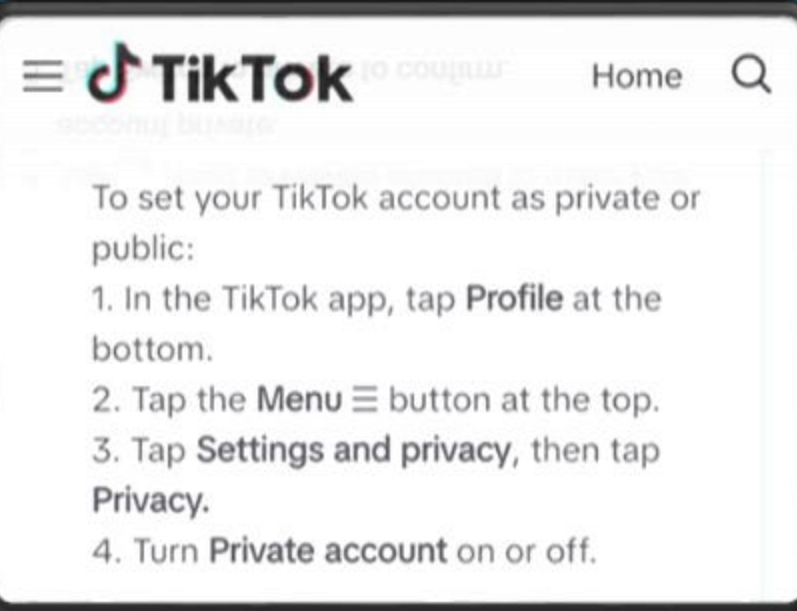 TikTok
Home
To set your TikTok account as private or
public:
1. In the TikTok app, tap Profile at the
bottom.
2. Tap the Menu ☰ button at the top.
3. Tap Settings and privacy, then tap
Privacy.
4. Turn Private account on or off.